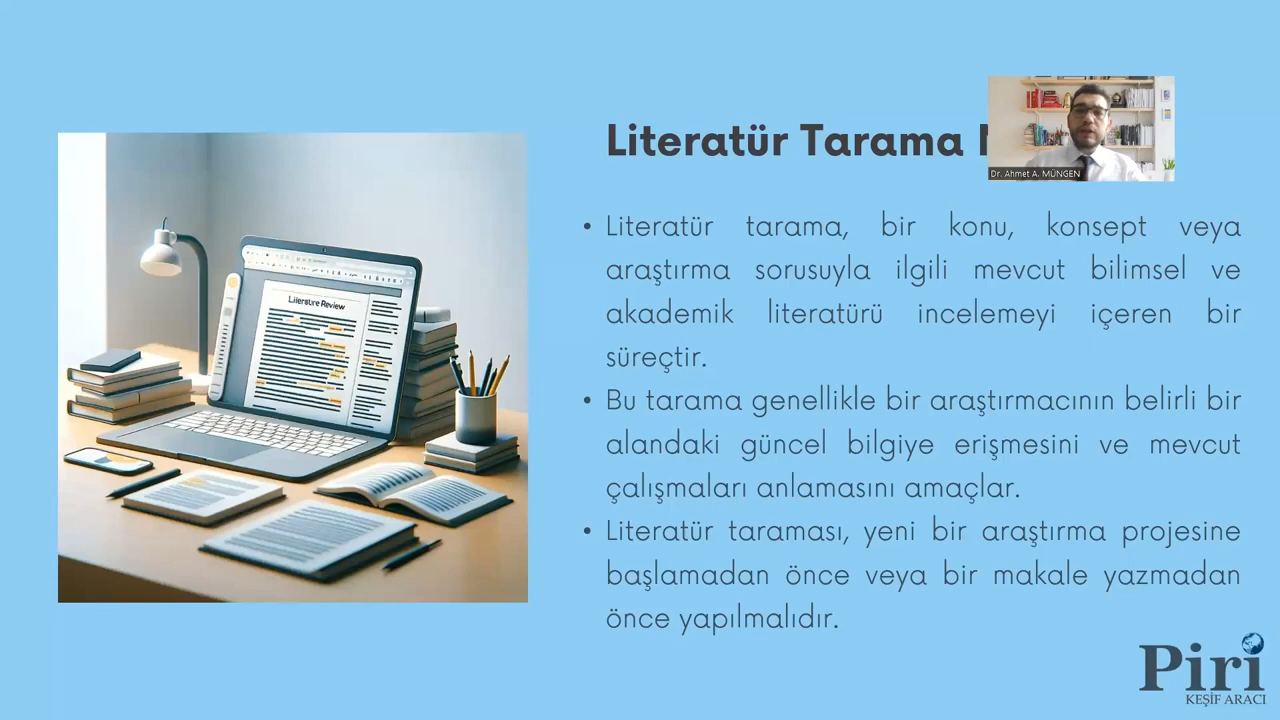 Literatür Tarama
Dr. Ahmet A. MÜNGEN
Literature Review
• Literatür tarama, bir konu, konsept veya
araştırma sorusuyla ilgili mevcut bilimsel ve
akademik literatürü incelemeyi içeren bir
süreçtir.
• Bu tarama genellikle bir araştırmacının belirli bir
alandaki güncel bilgiye erişmesini ve mevcut
çalışmaları anlamasını amaçlar.
• Literatür taraması, yeni bir araştırma projesine
başlamadan önce veya bir makale yazmadan
önce yapılmalıdır.
Piri
KEŞİF ARACI